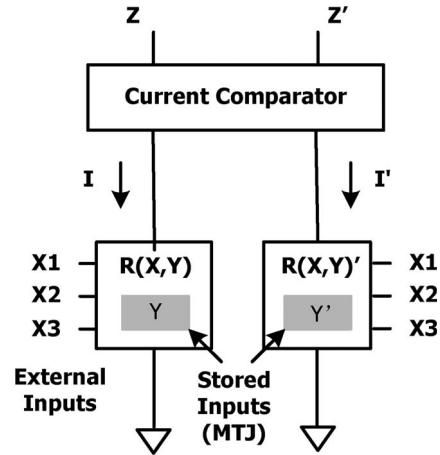 Z Z'
Current Comparator
I I'
R(X,Y) R(X,Y)'
X1 X1
X2 X2
Y Y'
X3 X3
External
Inputs
Stored
Inputs
(MTJ)